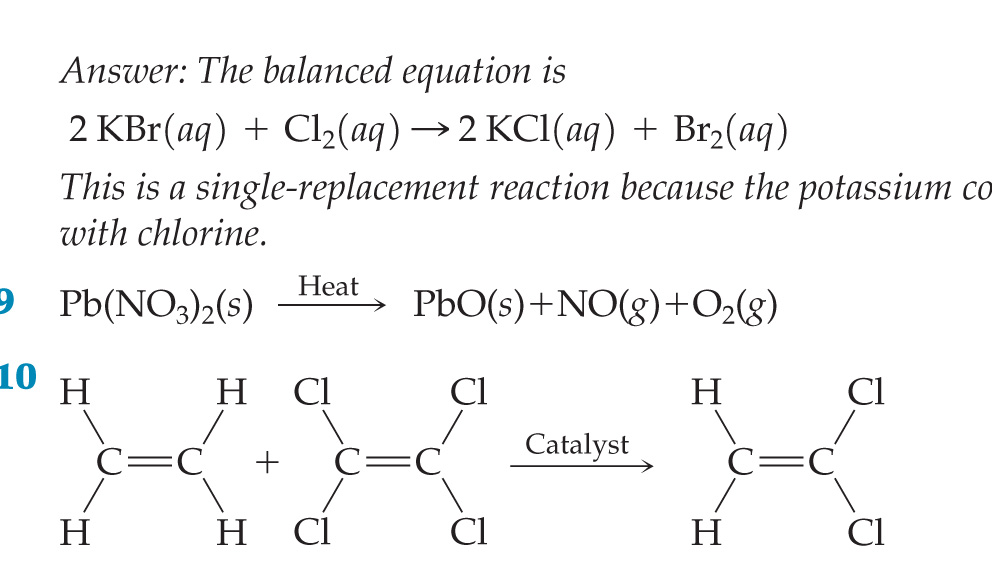 Answer: The balanced equation is
2 KBr(aq) + Cl₂(aq) → 2 KCl(aq) + Br₂(aq)
This is a single-replacement reaction because the potassium co
with chlorine.
9 Pb(NO₃)₂(s) Heat → PbO(s)+NO(g)+O₂(g)
10
H H Cl Cl H Cl
C=C + C=C Catalyst → C=C
H H Cl Cl H Cl